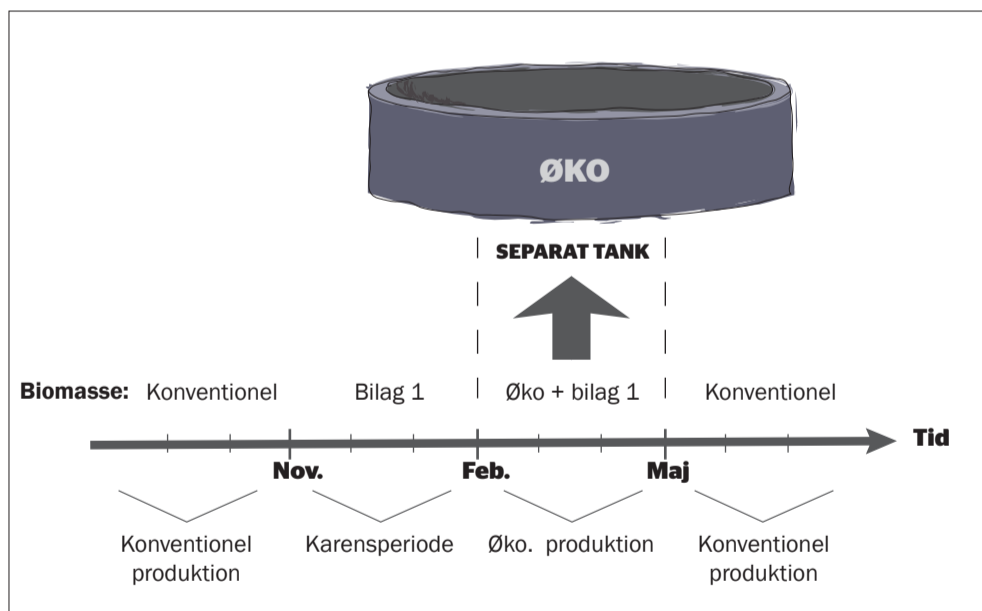 ØKO
SEPARAT TANK
Biomasse: Konventionel Bilag 1 Øko + bilag 1 Konventionel
Tid
Nov. Feb. Maj
Konventionel produktion
Karensperiode
Øko. produktion
Konventionel produktion